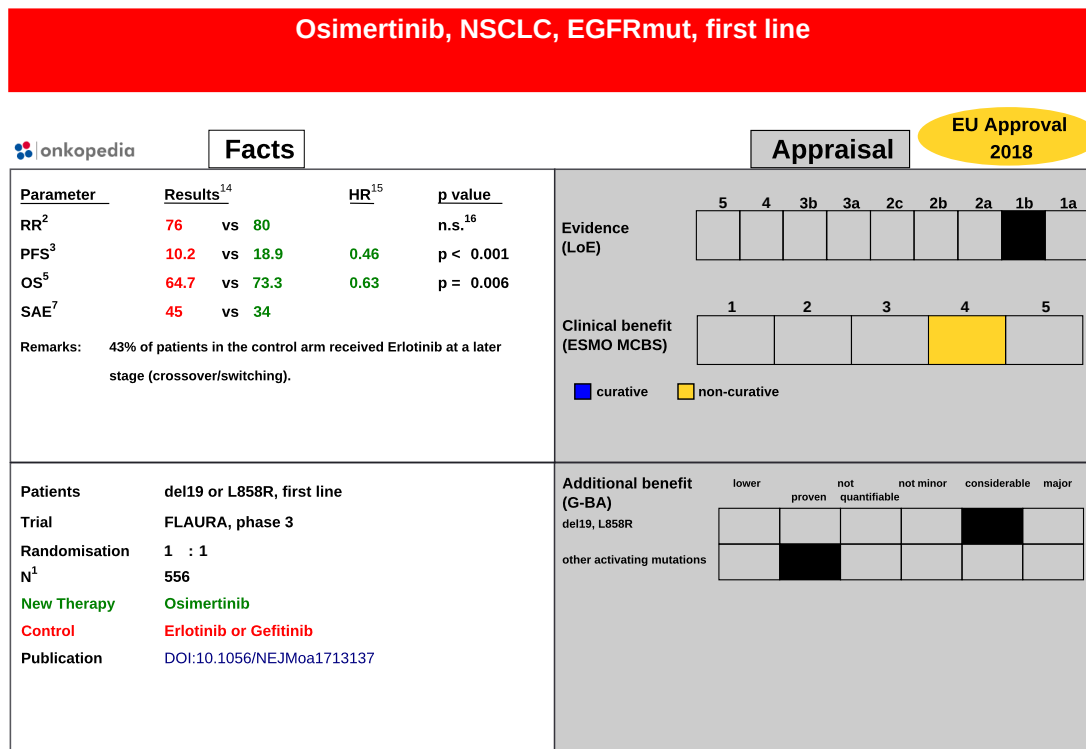 Osimertinib, NSCLC, EGFRmut, first line
onkopedia
Facts
Appraisal
EU Approval
2018
Parameter Results14 HR15 p value
RR2 76 vs 80 n.s.16
PFS3 10.2 vs 18.9 0.46 p < 0.001
OS5 64.7 vs 73.3 0.63 p = 0.006
SAE7 45 vs 34
Remarks: 43% of patients in the control arm received Erlotinib at a later
stage (crossover/switching).
5 4 3b 3a 2c 2b 2a 1b 1a
Evidence
(LoE)
1 2 3 4 5
Clinical benefit
(ESMO MCBS)
curative non-curative
Patients del19 or L858R, first line
Trial FLAURA, phase 3
Randomisation 1 : 1
N1 556
New Therapy Osimertinib
Control Erlotinib or Gefitinib
Publication DOI:10.1056/NEJMoa1713137
Additional benefit
(G-BA)
lower not not minor considerable major
proven quantifiable
del19, L858R
other activating mutations